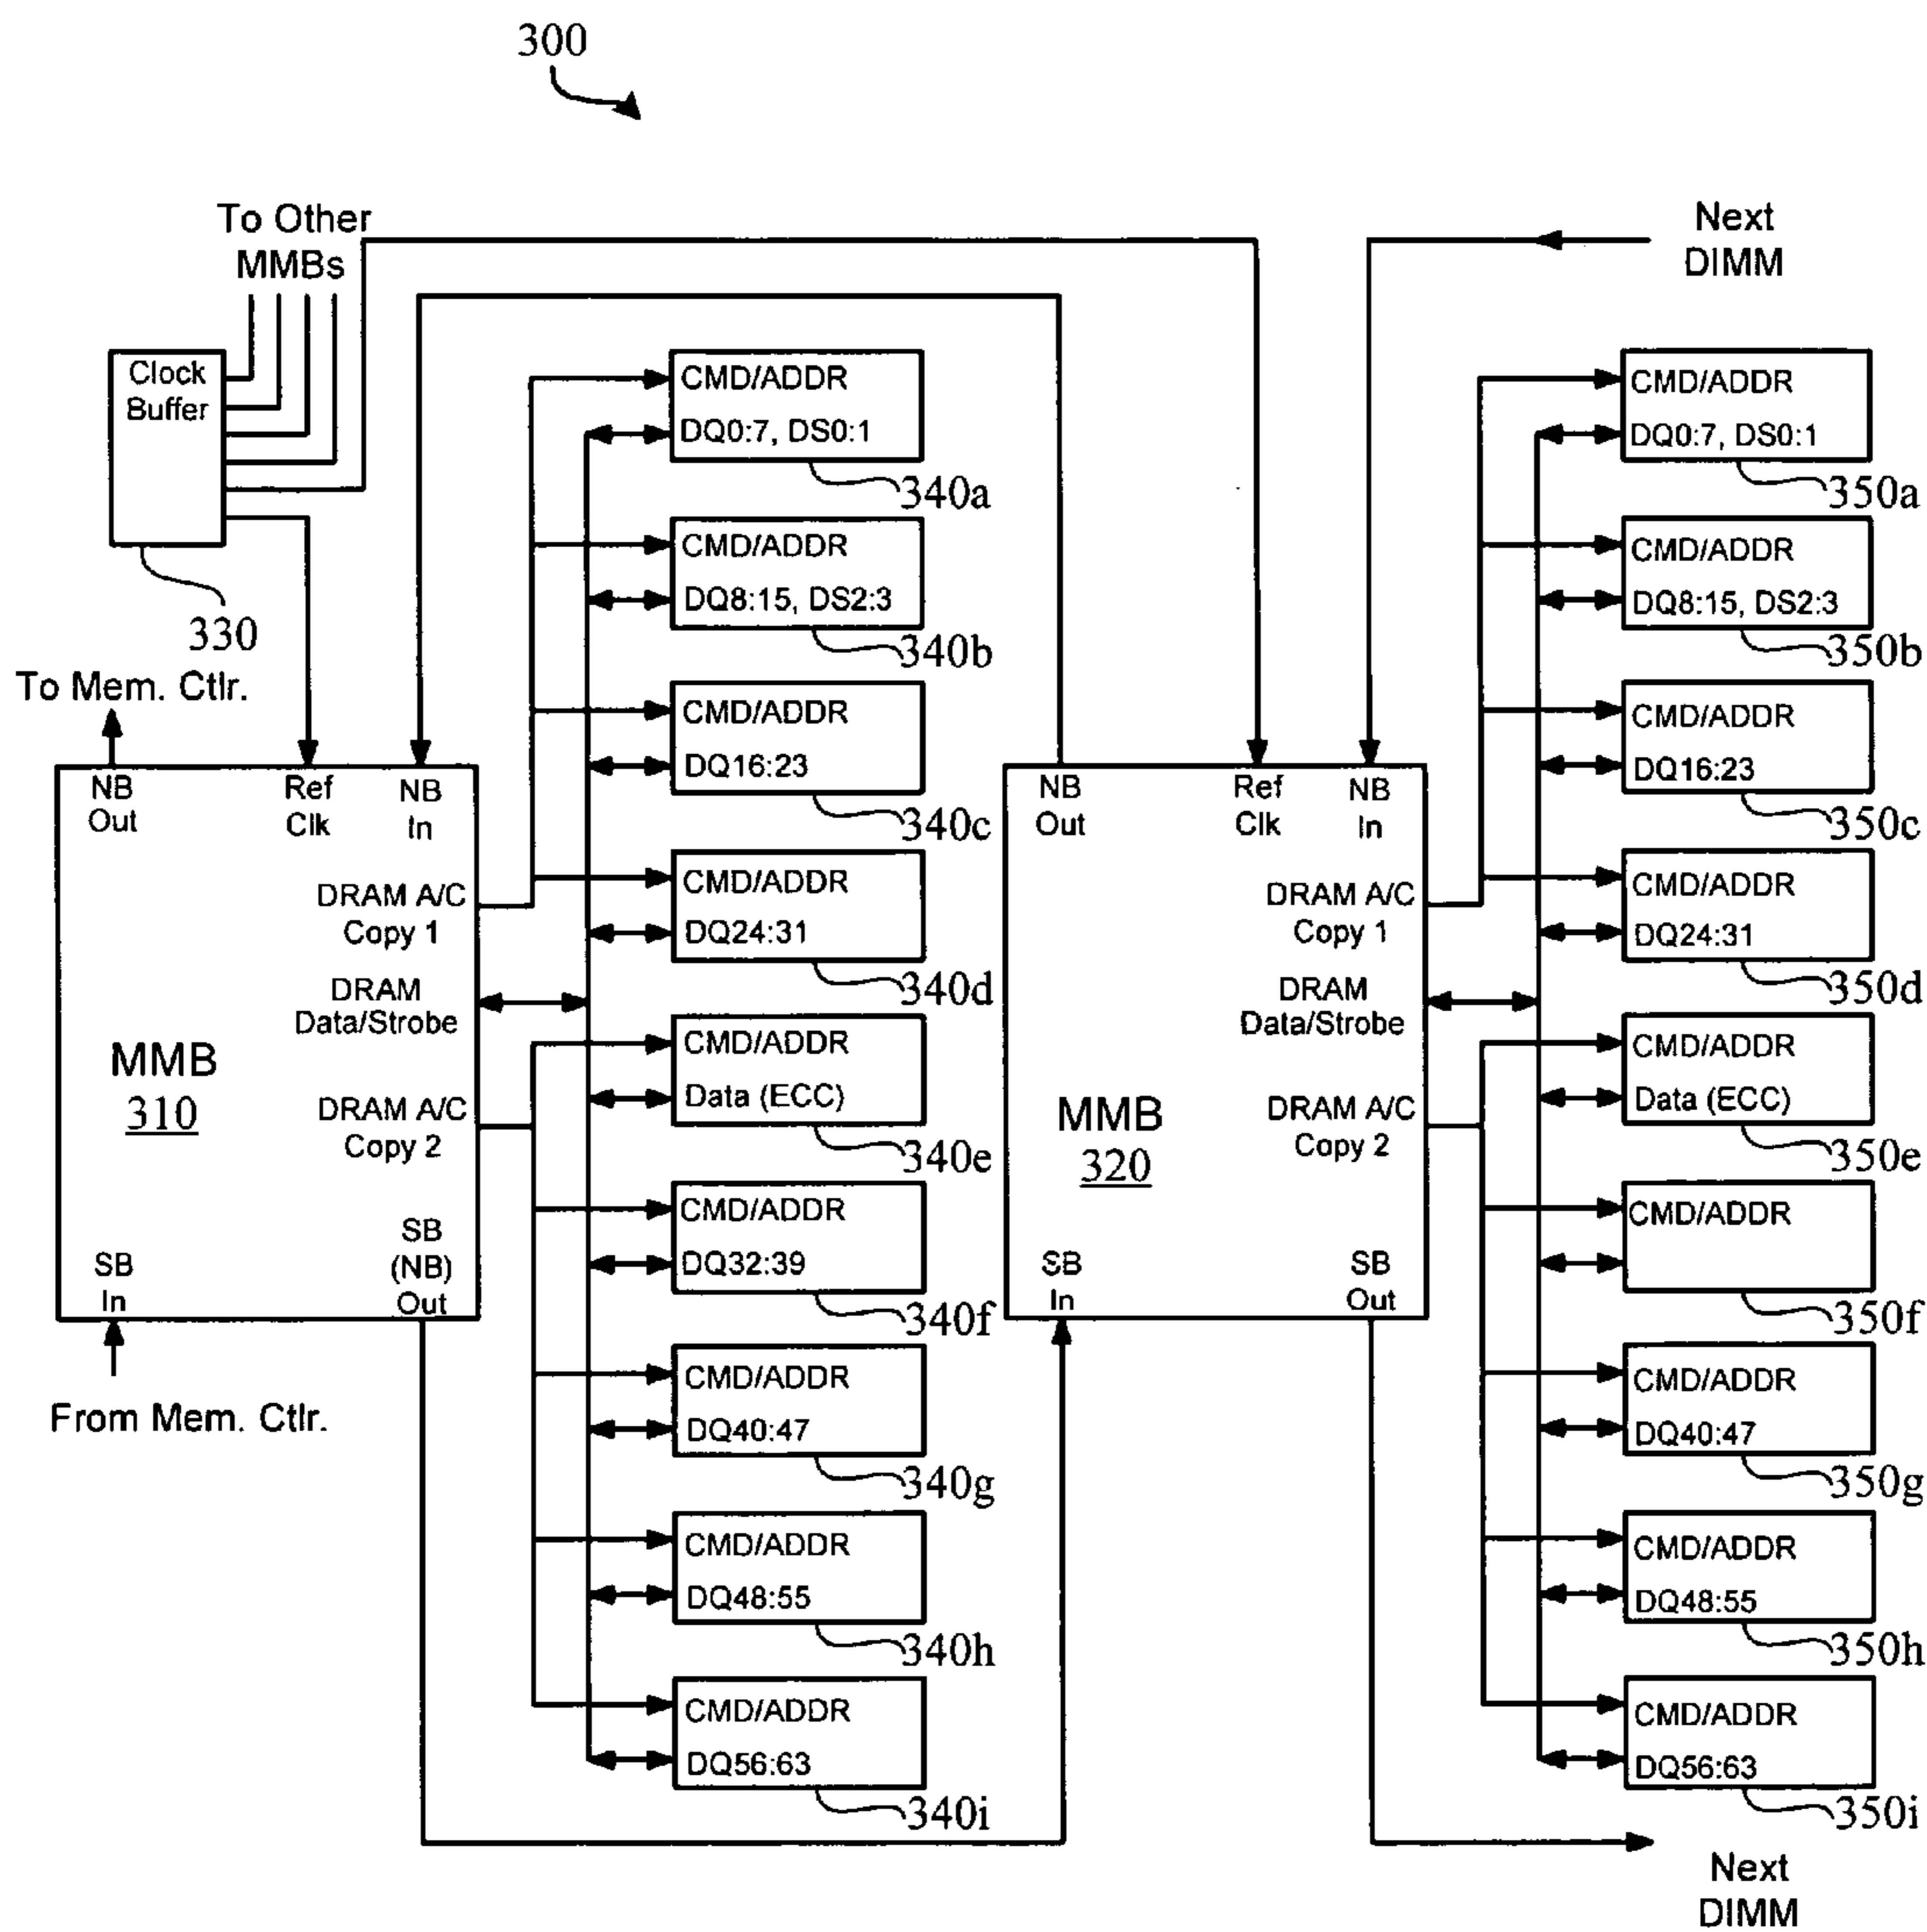 300
To Other
MMBs
Next
DIMM
Clock
Buffer
330
To Mem. Ctlr.
NB
Out
Ref
Clk
NB
In
DRAM A/C
Copy 1
DRAM
Data/Strobe
MMB
310
DRAM A/C
Copy 2
SB
(NB)
Out
SB
In
From Mem. Ctlr.
CMD/ADDR
DQ0:7, DS0:1
340a
CMD/ADDR
DQ8:15, DS2:3
340b
CMD/ADDR
DQ16:23
340c
CMD/ADDR
DQ24:31
340d
CMD/ADDR
Data (ECC)
340e
CMD/ADDR
DQ32:39
340f
CMD/ADDR
DQ40:47
340g
CMD/ADDR
DQ48:55
340h
CMD/ADDR
DQ56:63
340i
NB
Out
Ref
Clk
NB
In
DRAM A/C
Copy 1
DRAM
Data/Strobe
MMB
320
DRAM A/C
Copy 2
SB
In
SB
Out
CMD/ADDR
DQ0:7, DS0:1
350a
CMD/ADDR
DQ8:15, DS2:3
350b
CMD/ADDR
DQ16:23
350c
CMD/ADDR
DQ24:31
350d
CMD/ADDR
Data (ECC)
350e
CMD/ADDR
350f
CMD/ADDR
DQ40:47
350g
CMD/ADDR
DQ48:55
350h
CMD/ADDR
DQ56:63
350i
Next
DIMM